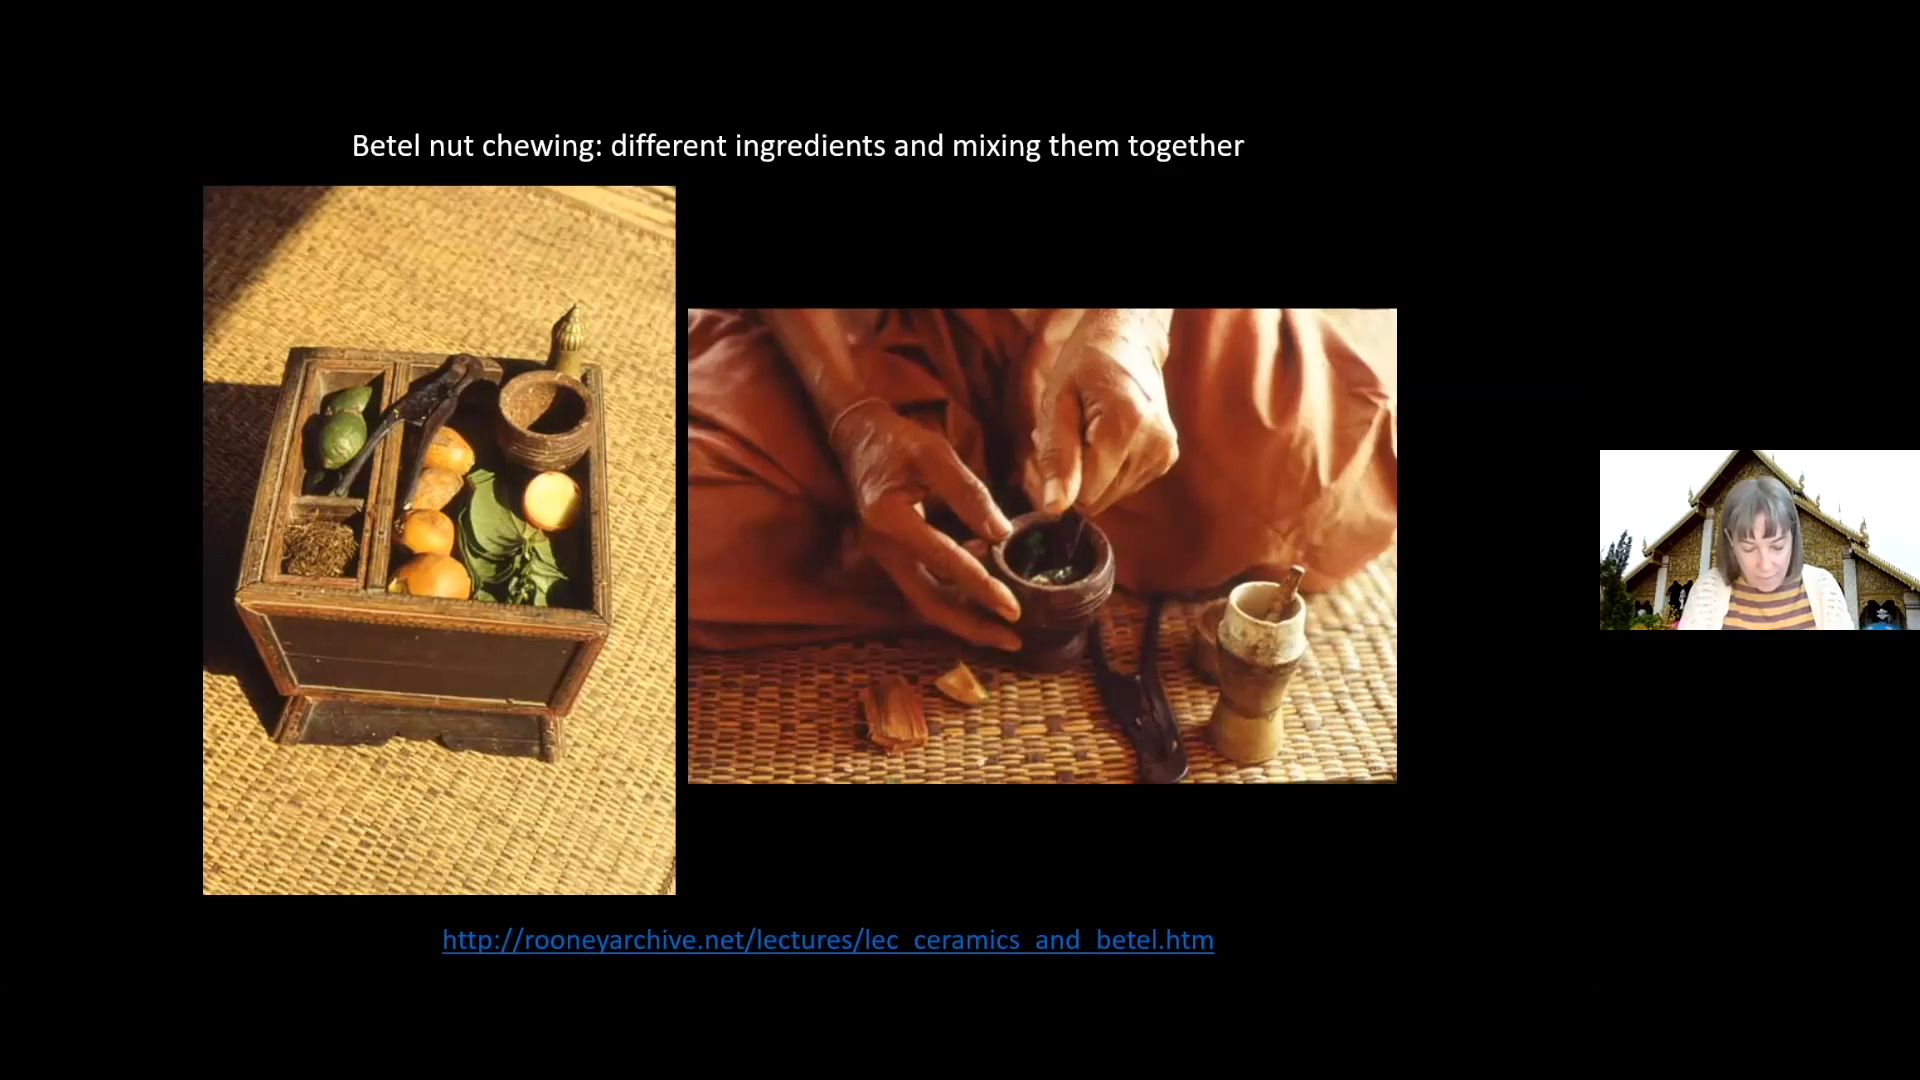 Betel nut chewing: different ingredients and mixing them together
http://rooneyarchive.net/lectures/lec_ceramics_and_betel.htm